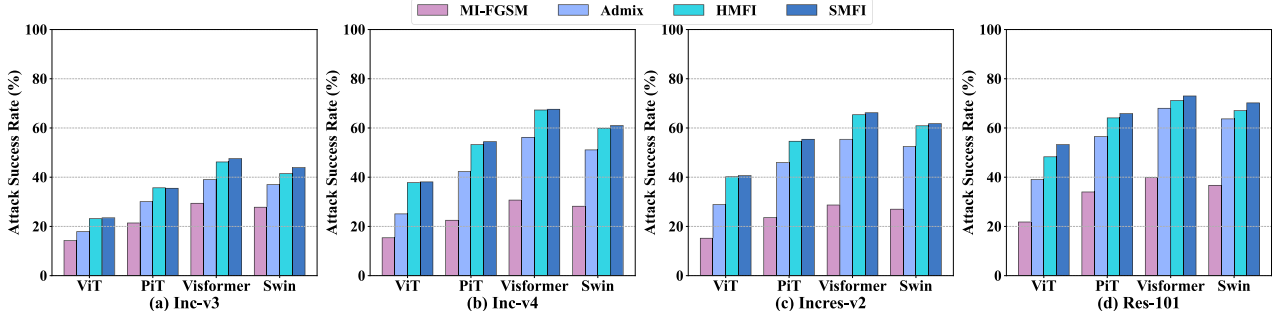 MI-FGSM Admix HMFI SMFI
Attack Success Rate (%)
100
80
60
40
20
0
ViT PiT Visformer Swin
(a) Inc-v3
Attack Success Rate (%)
100
80
60
40
20
0
ViT PiT Visformer Swin
(b) Inc-v4
Attack Success Rate (%)
100
80
60
40
20
0
ViT PiT Visformer Swin
(c) Incres-v2
Attack Success Rate (%)
100
80
60
40
20
0
ViT PiT Visformer Swin
(d) Res-101